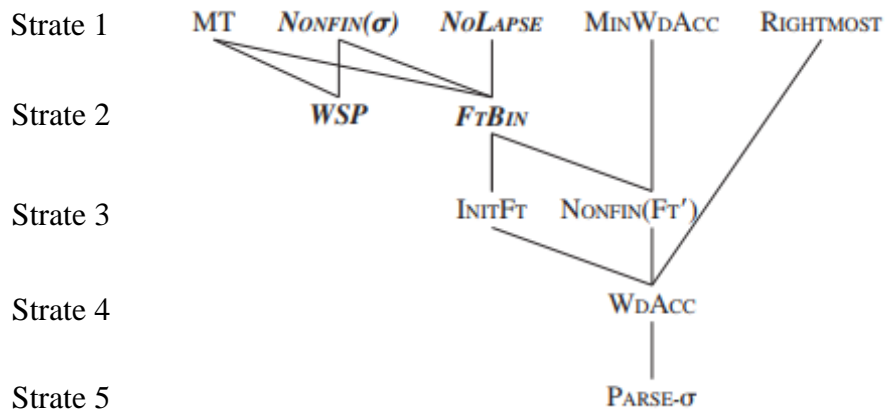 Strate 1 MT NONFIN(σ) NOLAPSE MINWDACC RIGHTMOST
Strate 2 WSP FTBIN
Strate 3 INITFT NONFIN(FT′)
Strate 4 WDACC
Strate 5 PARSE-σ